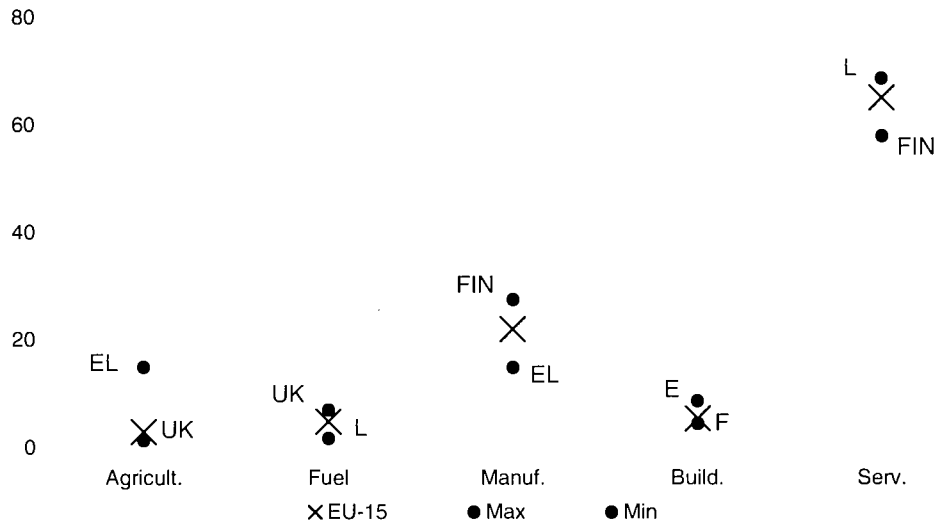 80
L
60
FIN
40
FIN
20
EL
EL
UK
E
UK
L
F
0
Agricult.
Fuel
Manuf.
Build.
Serv.
EU-15
Max
Min